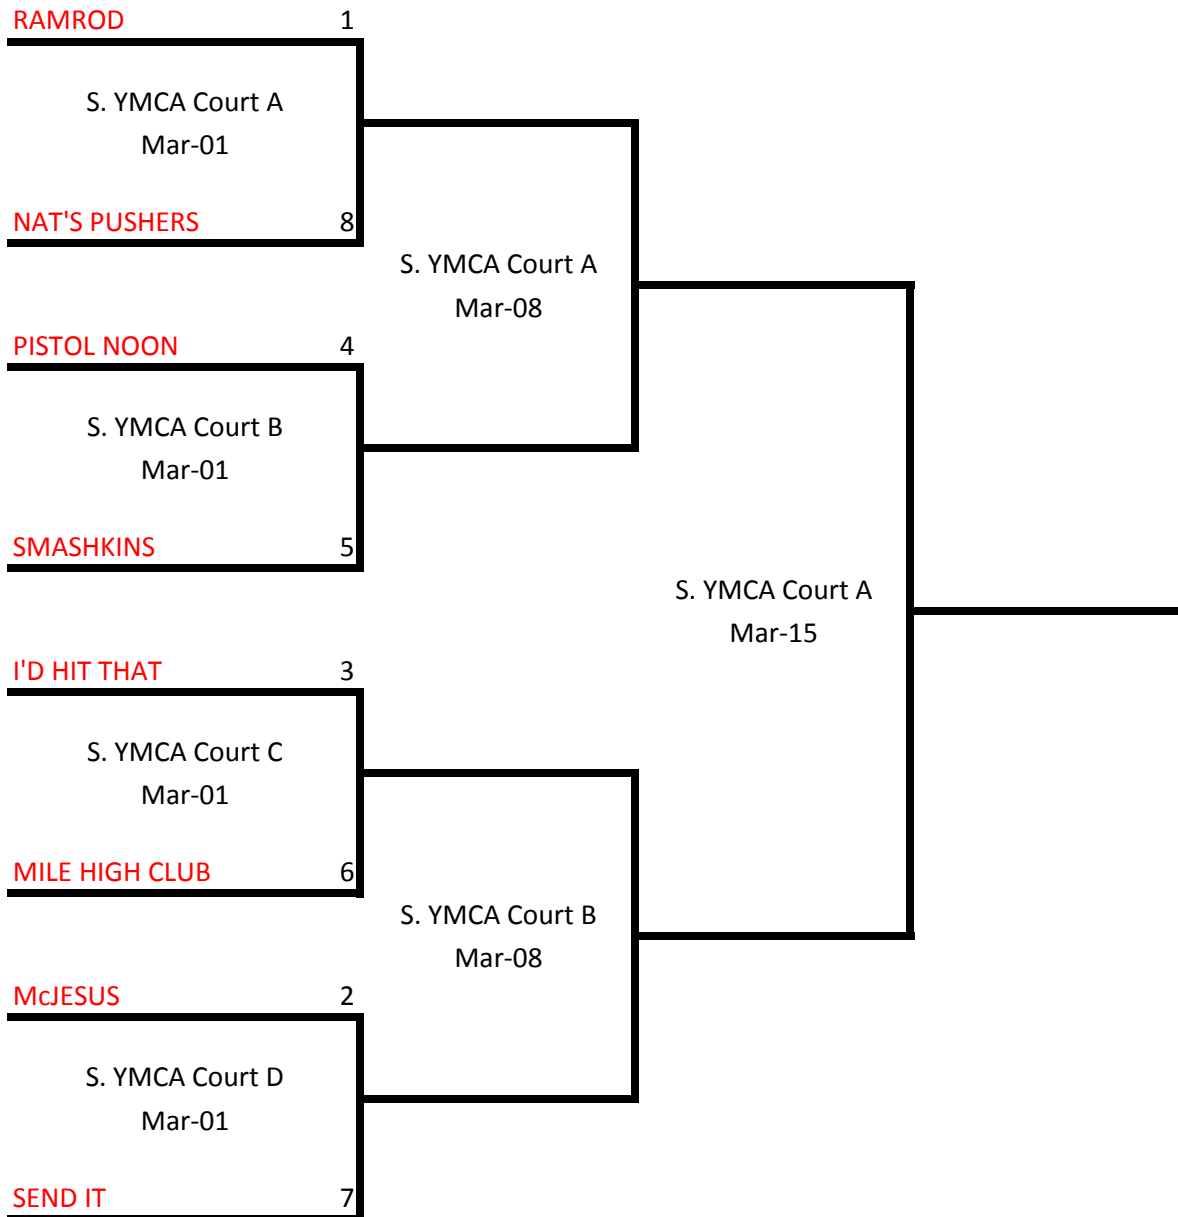 RAMROD 1
S. YMCA Court A
Mar-01
NAT'S PUSHERS 8
S. YMCA Court A
Mar-08
PISTOL NOON 4
S. YMCA Court B
Mar-01
SMASHKINS 5
S. YMCA Court A
Mar-15
I'D HIT THAT 3
S. YMCA Court C
Mar-01
MILE HIGH CLUB 6
S. YMCA Court B
Mar-08
McJESUS 2
S. YMCA Court D
Mar-01
SEND IT 7